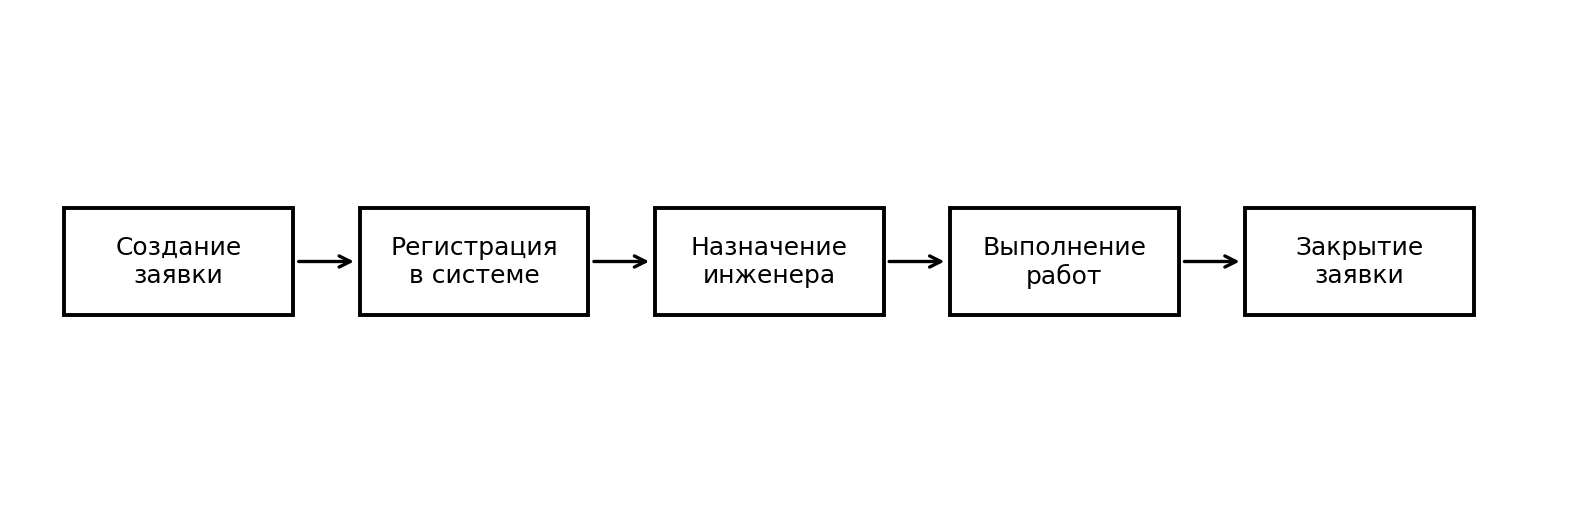 Создание
заявки
Регистрация
в системе
Назначение
инженера
Выполнение
работ
Закрытие
заявки